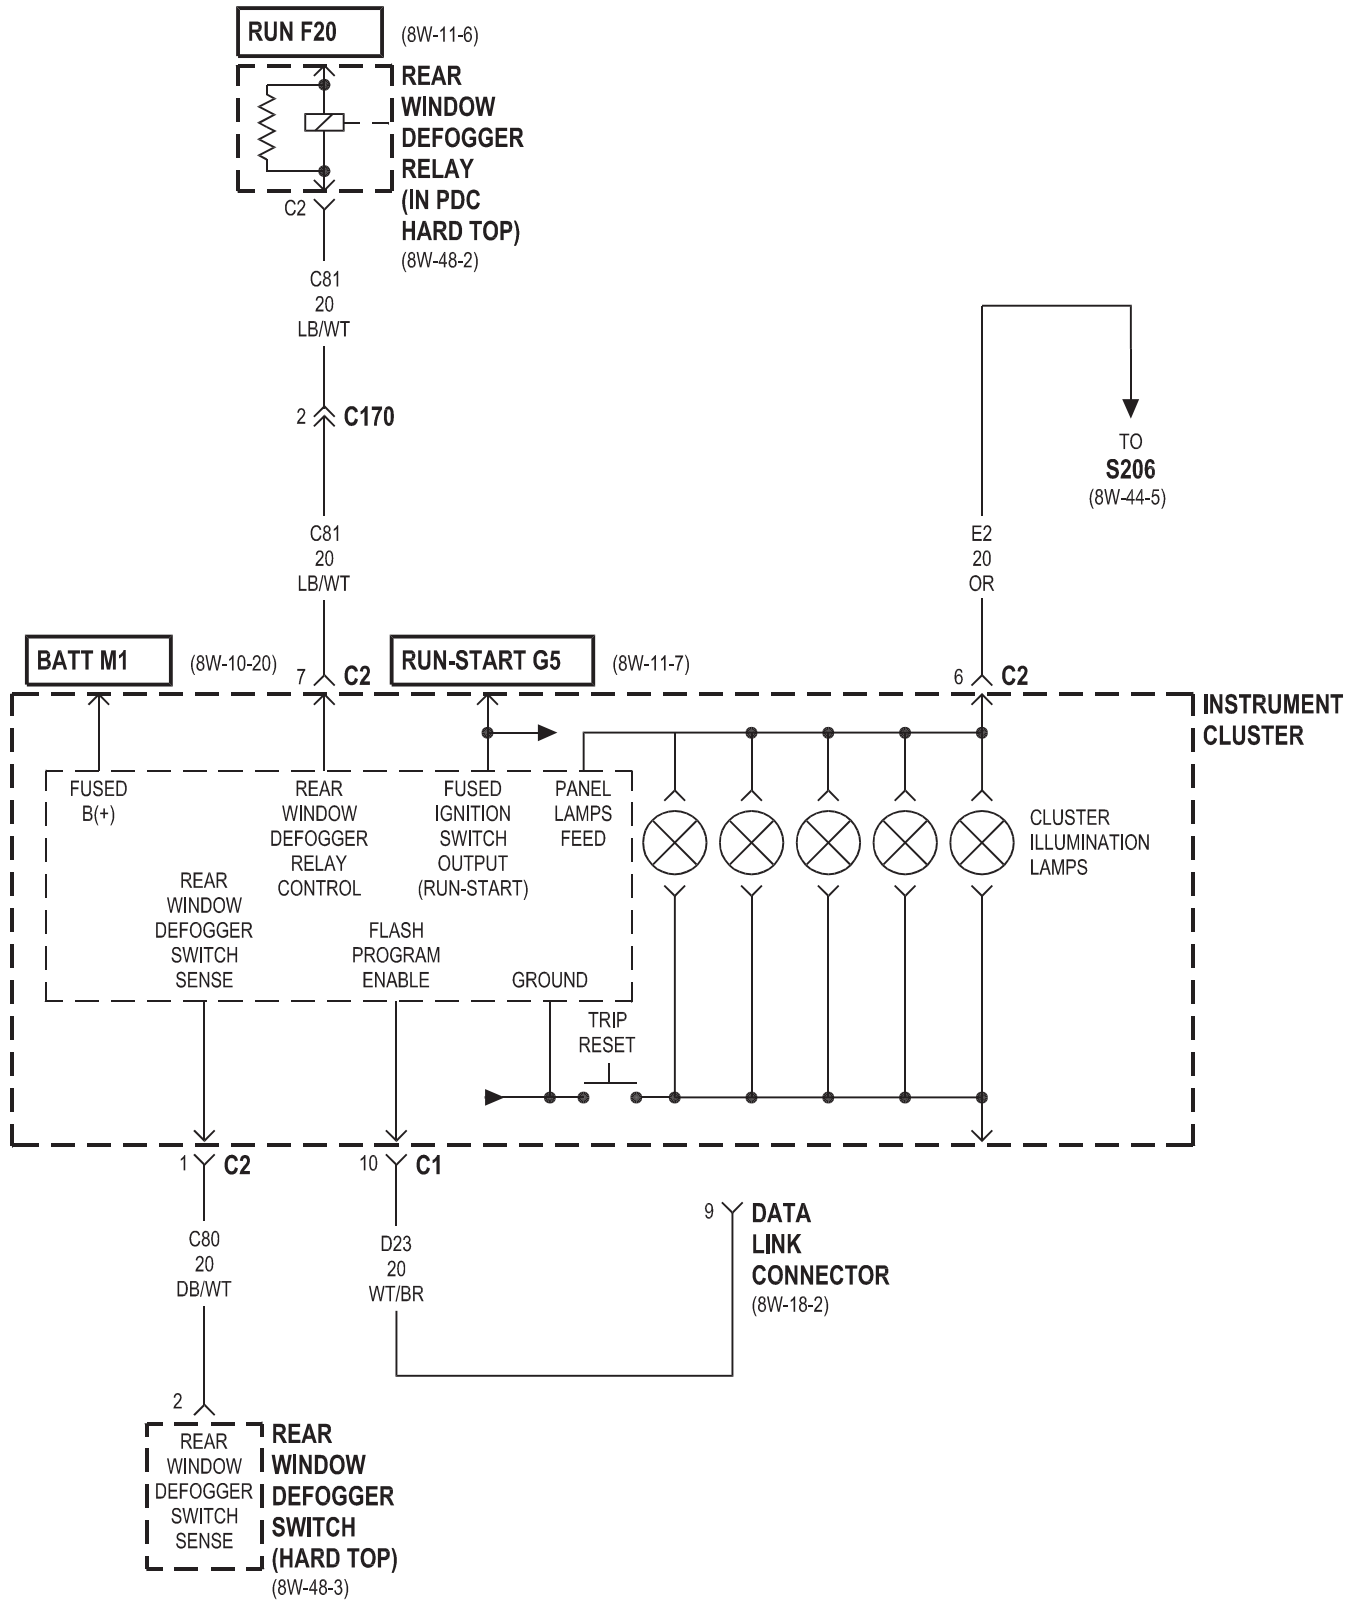 RUN F20
(8W-11-6)
REAR
WINDOW
DEFOGGER
RELAY
(IN PDC
HARD TOP)
(8W-48-2)
C2
C81
20
LB/WT
2
C170
C81
20
LB/WT
TO
S206
(8W-44-5)
E2
20
OR
BATT M1
(8W-10-20)
7
C2
RUN-START G5
(8W-11-7)
6
C2
INSTRUMENT
CLUSTER
FUSED
B(+)
REAR
WINDOW
DEFOGGER
RELAY
CONTROL
FUSED
IGNITION
SWITCH
OUTPUT
(RUN-START)
PANEL
LAMPS
FEED
CLUSTER
ILLUMINATION
LAMPS
REAR
WINDOW
DEFOGGER
SWITCH
SENSE
FLASH
PROGRAM
ENABLE
GROUND
TRIP
RESET
1
C2
10
C1
C80
20
DB/WT
D23
20
WT/BR
9
DATA
LINK
CONNECTOR
(8W-18-2)
2
REAR
WINDOW
DEFOGGER
SWITCH
SENSE
REAR
WINDOW
DEFOGGER
SWITCH
(HARD TOP)
(8W-48-3)